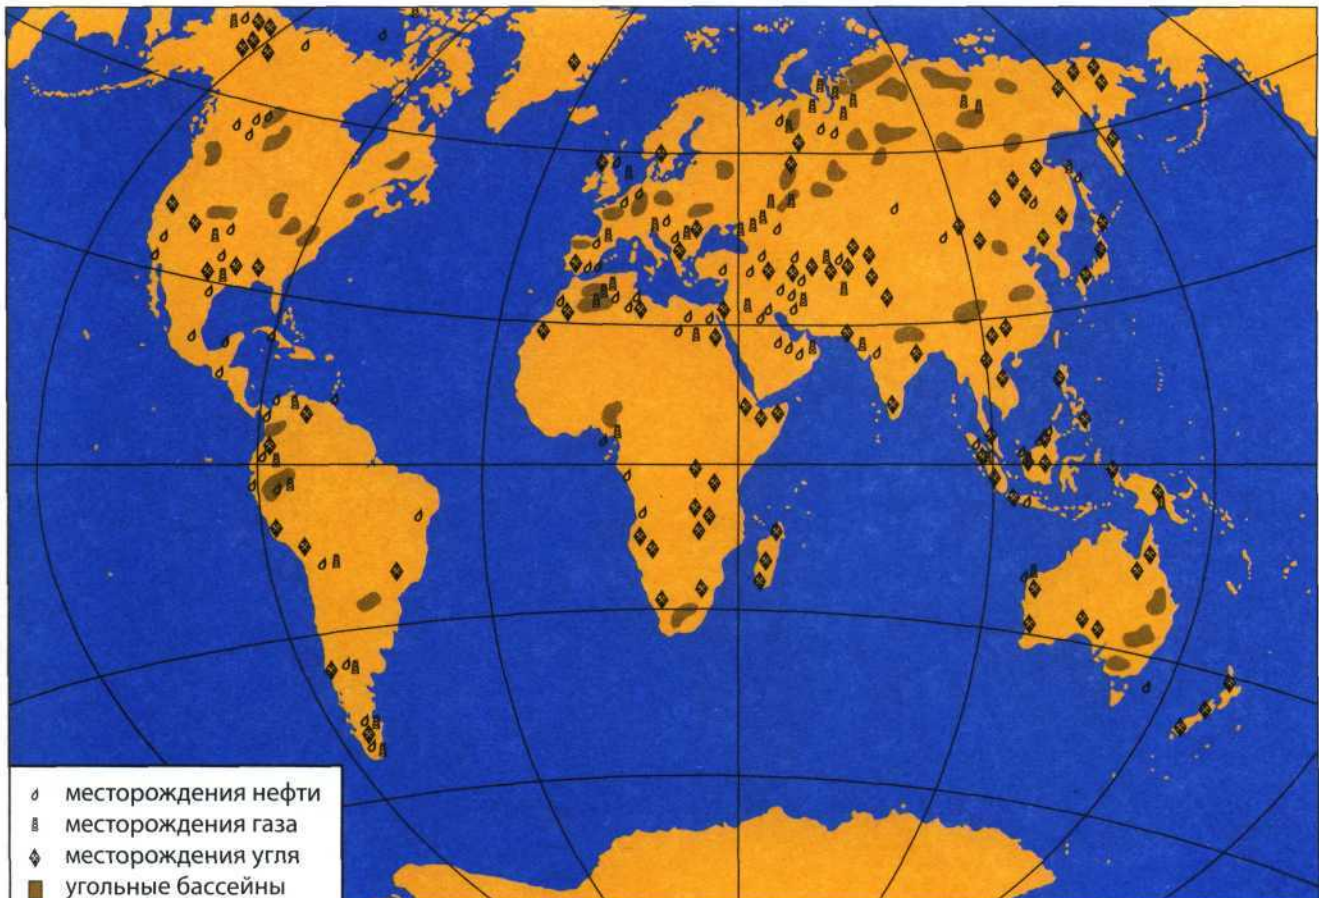 месторождения нефти
месторождения газа
месторождения угля
угольные бассейны